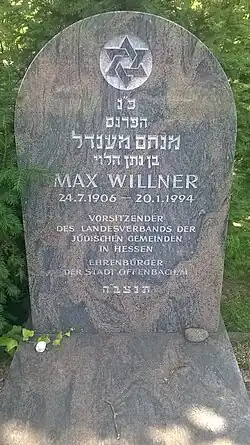 פ"נ
הפרנס
מנחם מענדל
בן נתן הלוי
MAX WILLNER
24.7.1906 – 20.1.1994
VORSITZENDER
DES LANDESVERBANDS DER
JÜDISCHEN GEMEINDEN
IN HESSEN
EHRENBÜRGER
DER STADT OFFENBACH M
תנצב"ה